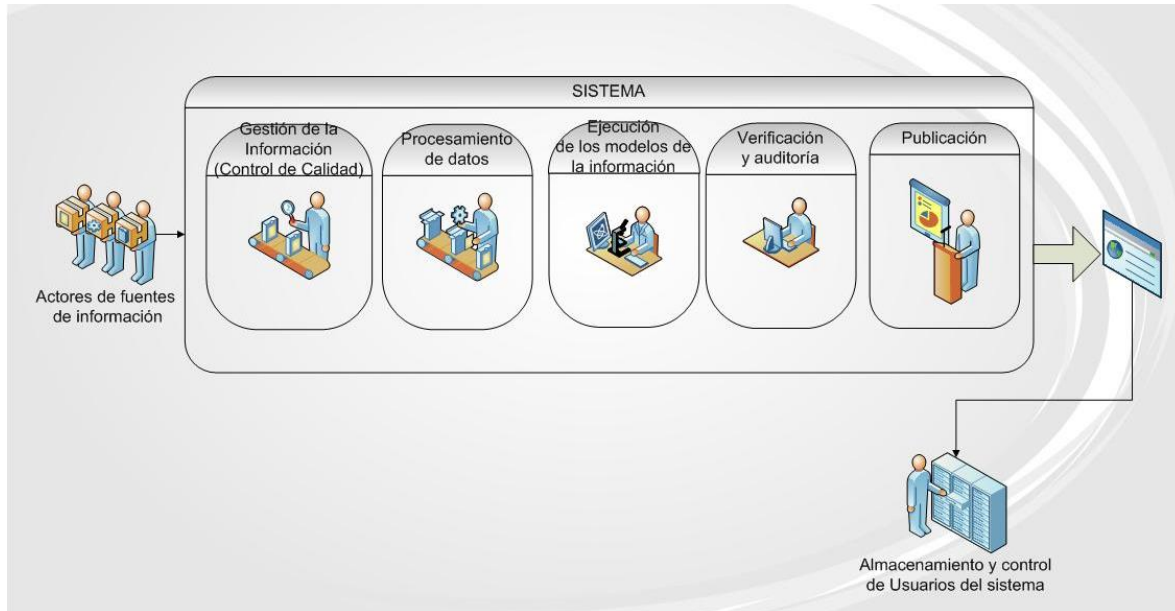 SISTEMA
Gestión de la
Información
(Control de Calidad)
Procesamiento
de datos
Ejecución
de los modelos de
la información
Verificación
y auditoría
Publicación
Actores de fuentes
de información
Almacenamiento y control
de Usuarios del sistema